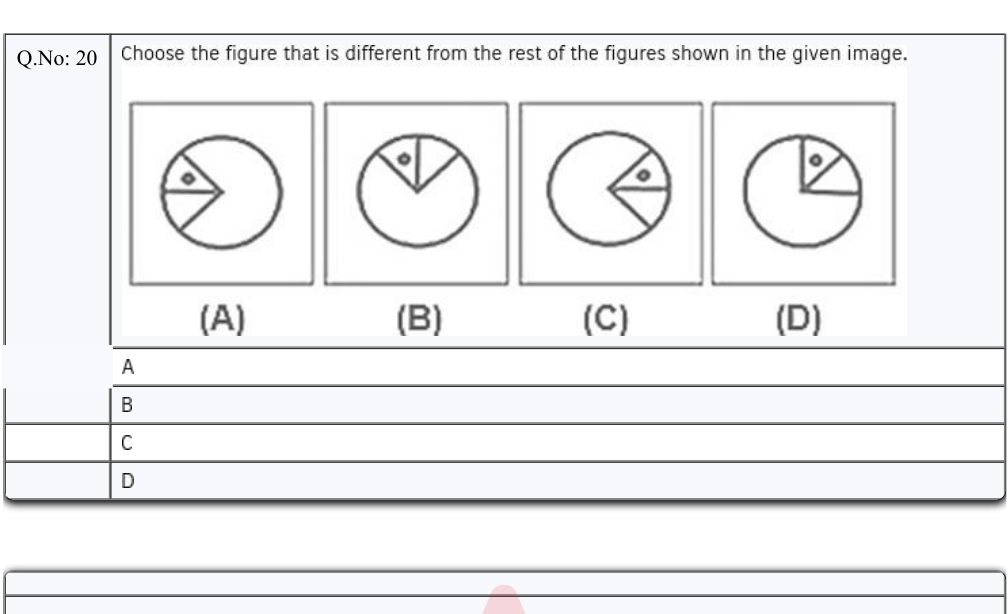 Q.No: 20 Choose the figure that is different from the rest of the figures shown in the given image.
(A) (B) (C) (D)
A
B
C
D